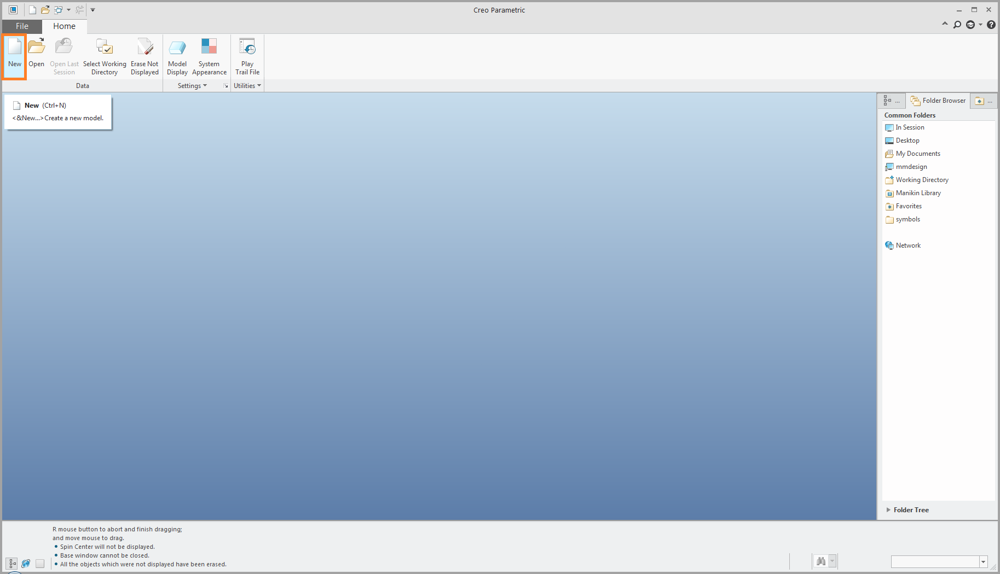 Creo Parametric
File
Home
New
Open
Open Last
Session
Select Working
Directory
Erase Not
Displayed
Model
Display
System
Appearance
Play
Trail File
Data
Settings
Utilities
New (Ctrl+N)
<&New...>Create a new model.
...
Folder Browser
...
Common Folders
In Session
Desktop
My Documents
mmdesign
Working Directory
Manikin Library
Favorites
symbols
Network
Folder Tree
R mouse button to abort and finish dragging;
and move mouse to drag.
• Spin Center will not be displayed.
• Base window cannot be closed.
• All the objects which were not displayed have been erased.